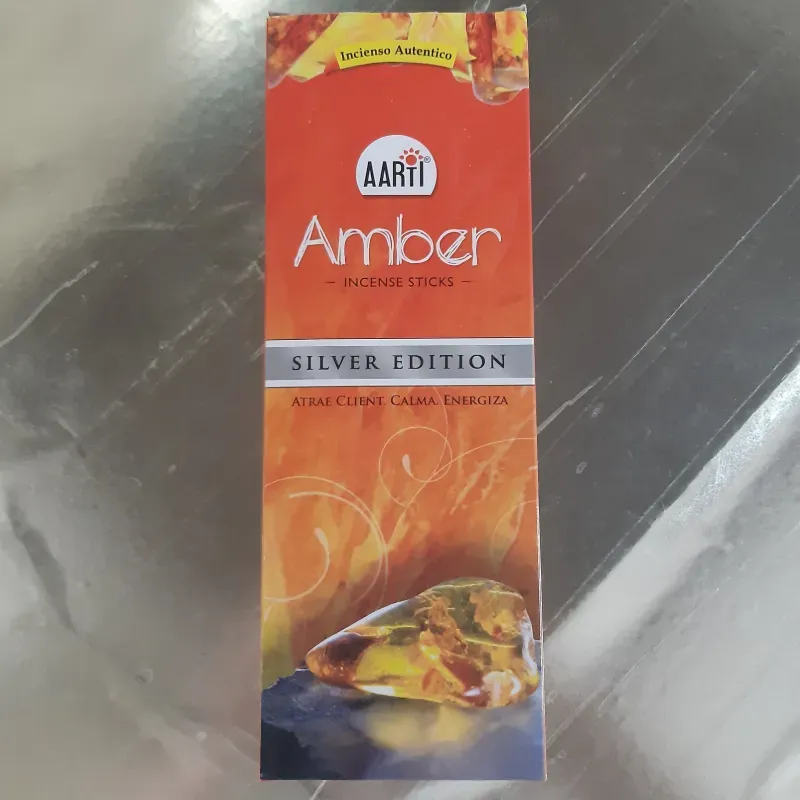 Incienso Autentico
AARTI®
Amber
– INCENSE STICKS –
SILVER EDITION
ATRAE CLIENT. CALMA. ENERGIZA